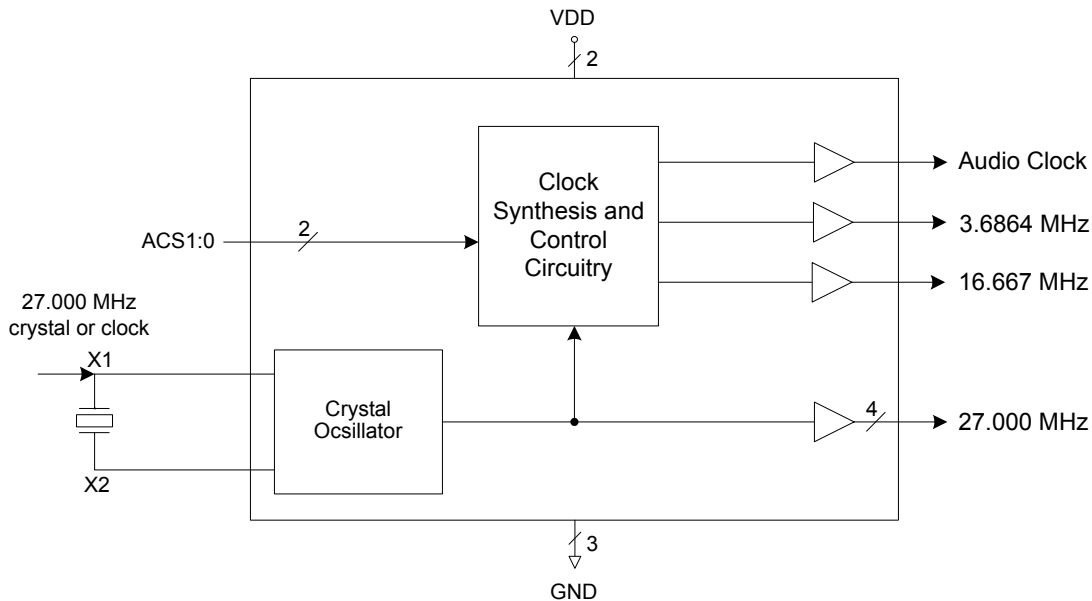 VDD
2
Clock
Synthesis and
Control
Circuitry
Audio Clock
3.6864 MHz
16.667 MHz
ACS1:0
2
27.000 MHz
crystal or clock
X1
X2
Crystal
Ocsillator
4
27.000 MHz
3
GND